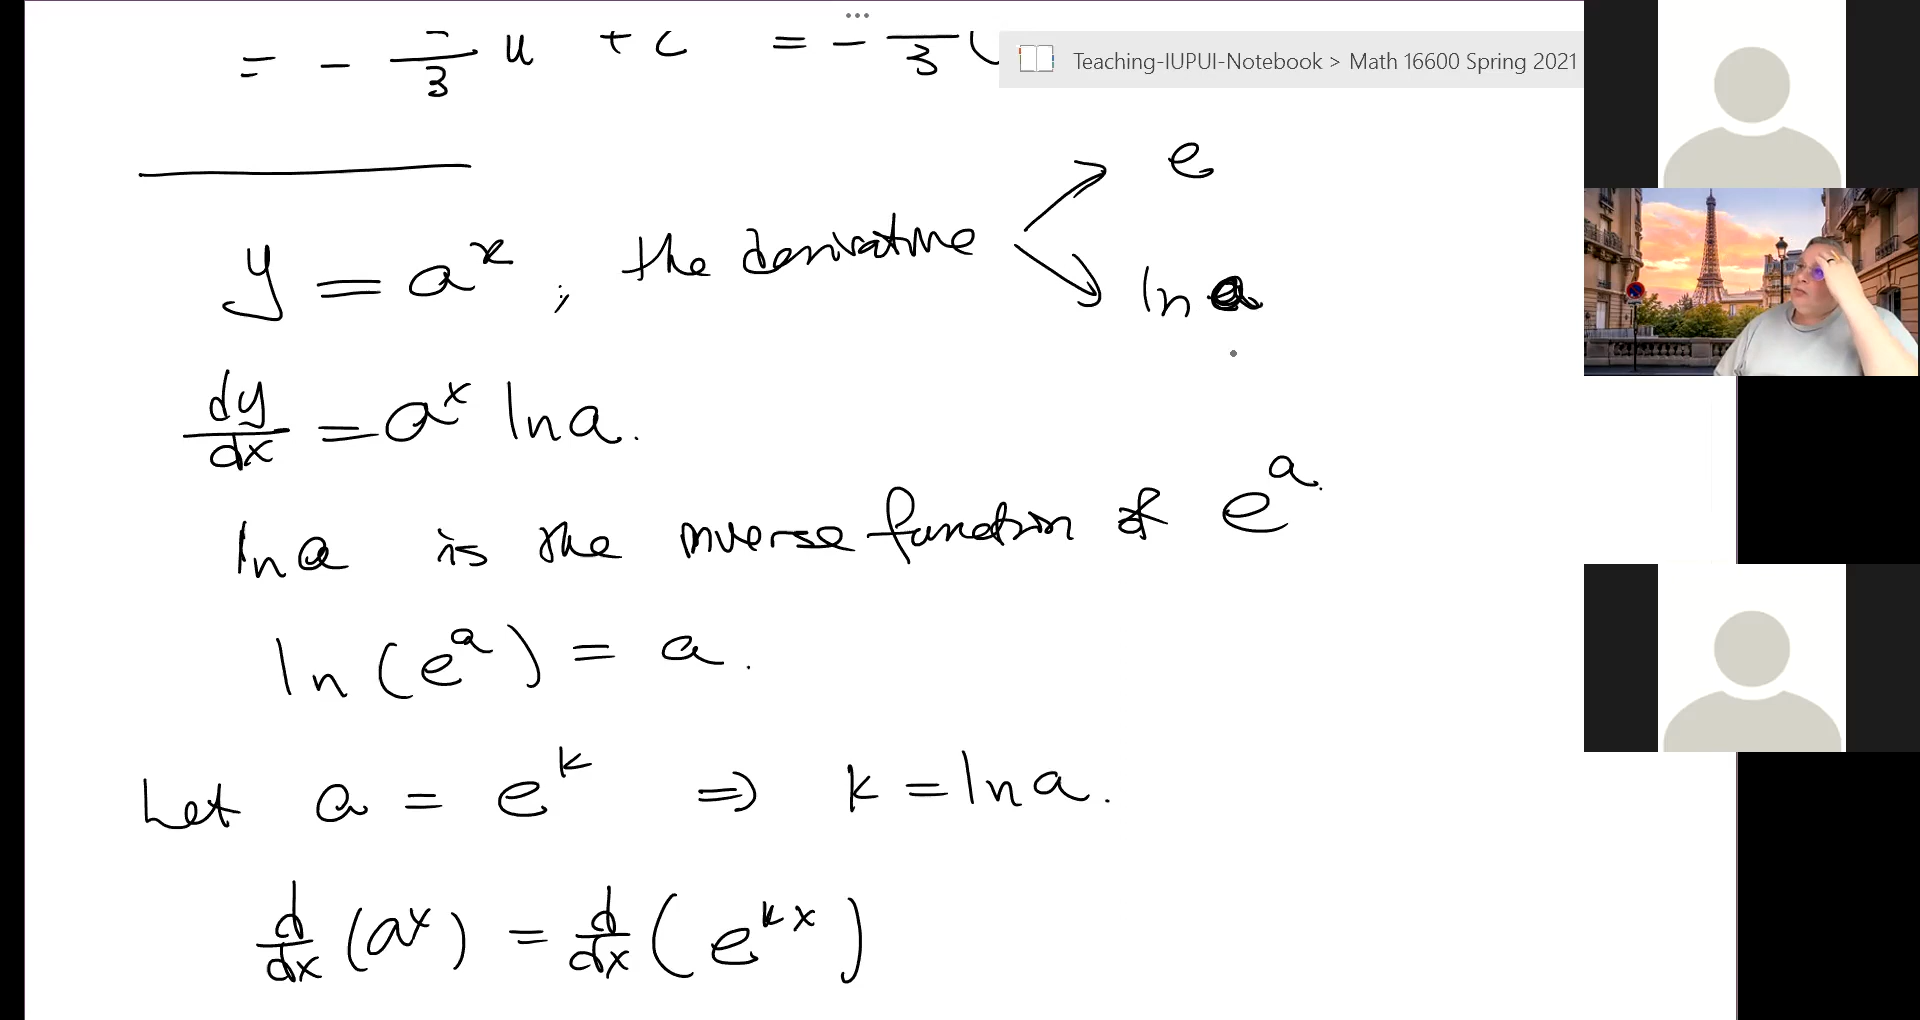 = - — u + c = - — 
3 3
Teaching-IUPUI-Notebook > Math 16600 Spring 2021
e
y = a^x ; the derivative
ln a
dy/dx = a^x ln a.
ln a is the inverse function of e^a.
ln (e^a) = a.
Let a = e^k ⇒ k = ln a.
d/dx (a^x) = d/dx (e^kx)